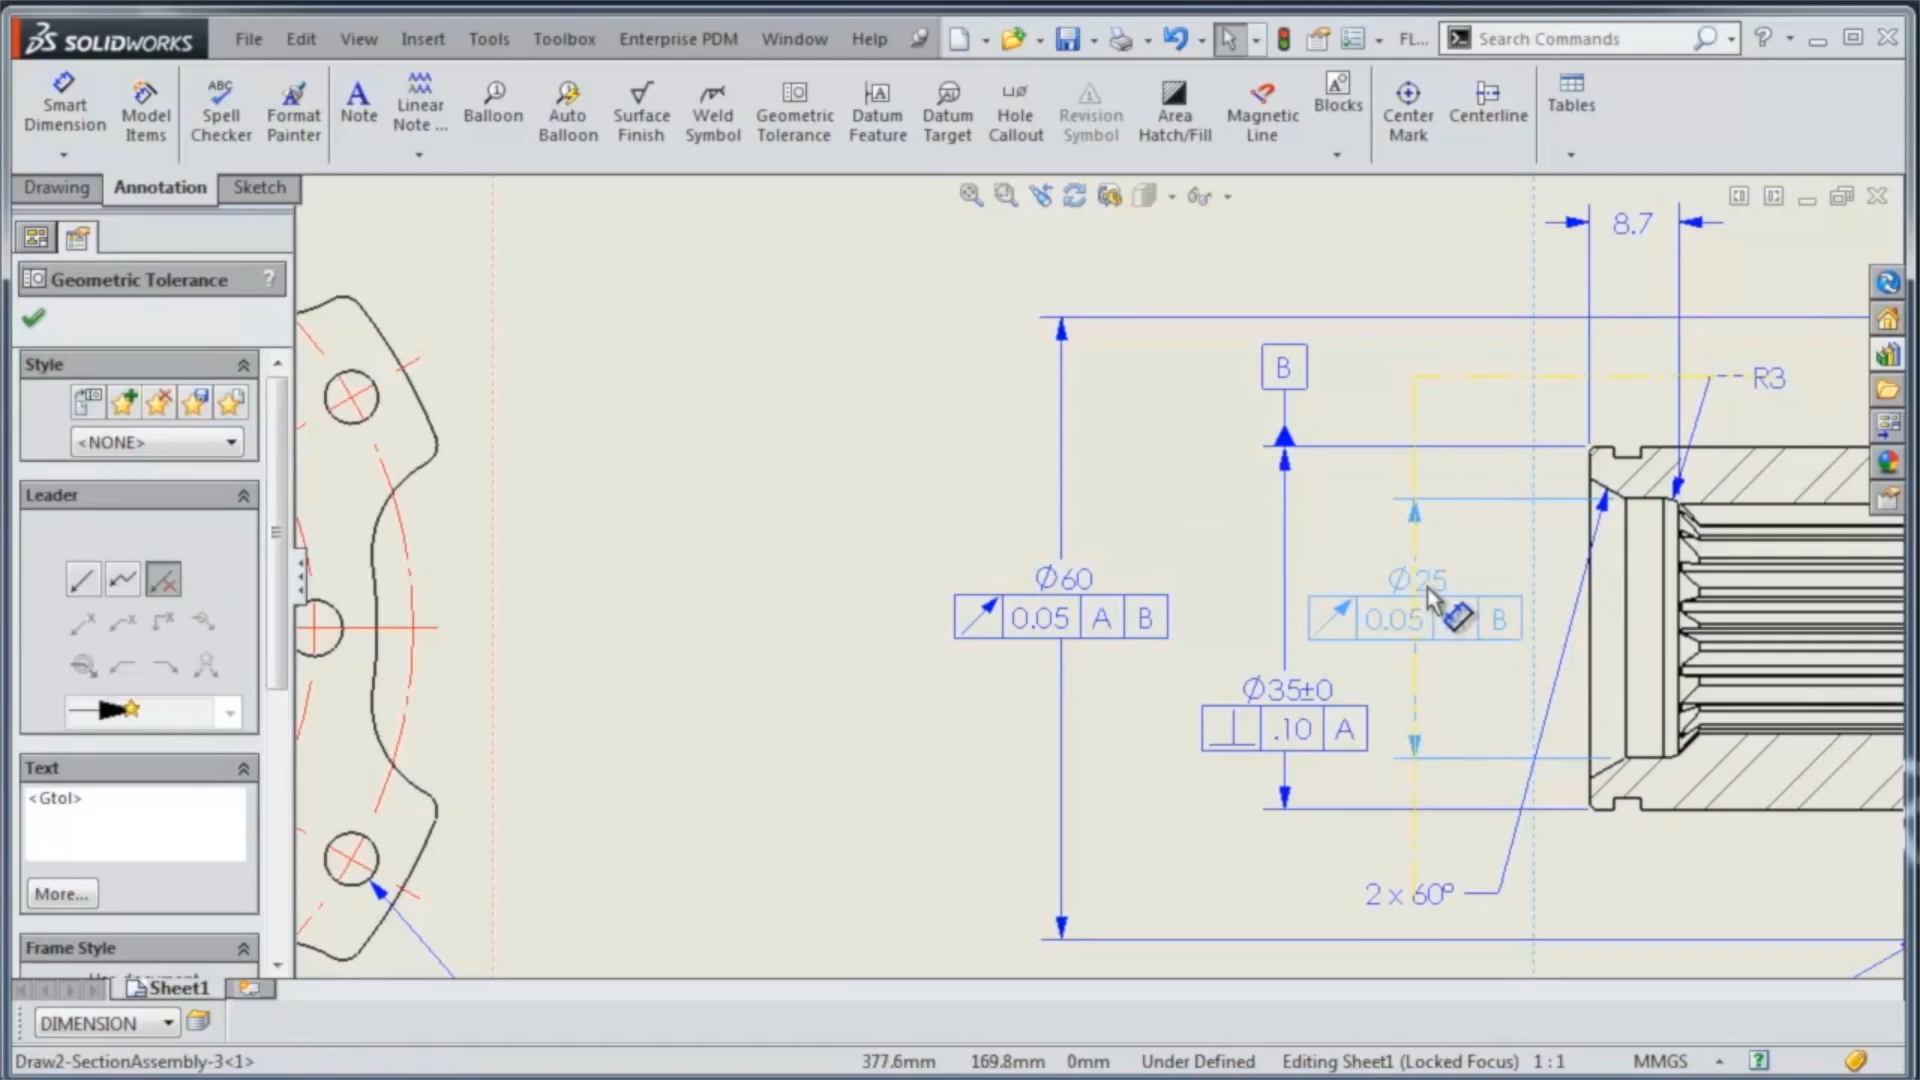 SOLIDWORKS File Edit View Insert Tools Toolbox Enterprise PDM Window Help FL... Search Commands ?
Smart Dimension
Model Items
ABC Spell Checker
Format Painter
A Note
Linear Note ...
Balloon
Auto Balloon
Surface Finish
Weld Symbol
Geometric Tolerance
Datum Feature
Datum Target
Hole Callout
Revision Symbol
Area Hatch/Fill
Magnetic Line
Blocks
Center Mark
Centerline
Tables
Drawing Annotation Sketch
Geometric Tolerance ?
Style
<NONE>
Leader
Text
<Gtol>
More...
Frame Style
8.7
B
R3
Ø60
0.05 A B
Ø25
0.05 B
Ø35±0
.10 A
2 x 60º
Sheet1
DIMENSION
Draw2-SectionAssembly-3<1> 377.6mm 169.8mm 0mm Under Defined Editing Sheet1 (Locked Focus) 1 : 1 MMGS ?